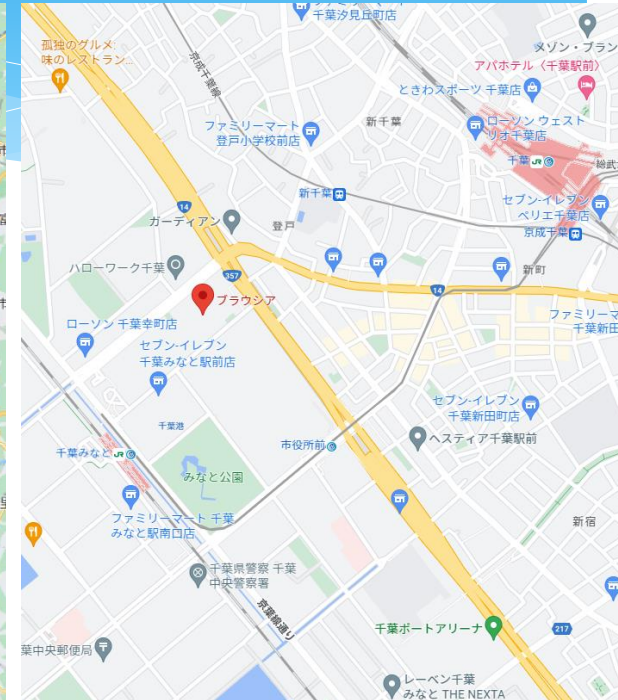 ファミリーマート
千葉汐見丘町店
孤独のグルメ:
味のレストラン...
メゾン・ブラン
アパホテル〈千葉駅前〉
京成千葉線
ときわスポーツ 千葉店
ファミリーマート
登戸小学校前店
新千葉
ローソン ウェスト
リオ千葉店
千葉 JR
総武
新千葉
セブン-イレブン
ペリエ千葉店
14
ガーディアン
登戸
京成千葉
ハローワーク千葉
357
新町
14
ブラウシア
ローソン 千葉幸町店
セブン-イレブン
千葉みなと駅前店
ファミリーマ
千葉新田
セブン-イレブン
千葉新田町店
千葉港
市役所前
ヘスティア千葉駅前
千葉みなと JR
みなと公園
ファミリーマート 千葉
みなと駅南口店
新宿
千葉県警察 千葉
中央警察署
京葉線通り
千葉ポートアリーナ
217
葉中央郵便局
レーベン千葉
みなと THE NEXTA